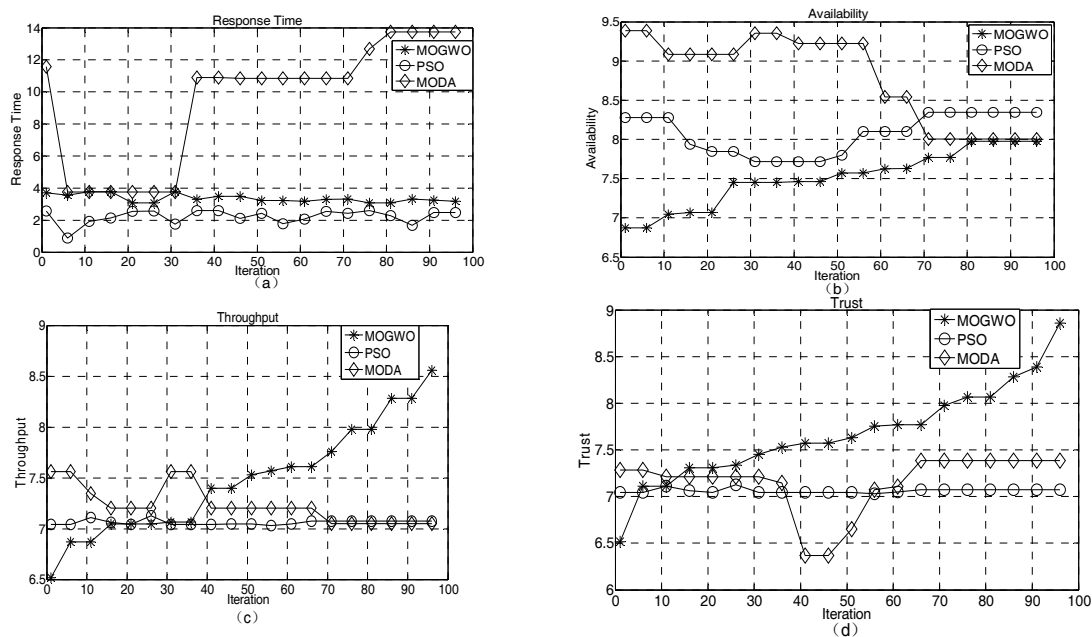 Response Time
14
12
10
8
6
4
2
0
Response Time
0 10 20 30 40 50 60 70 80 90 100
Iteration
(a)
MOGWO
PSO
MODA
Availability
9.5
9
8.5
8
7.5
7
6.5
Availability
0 10 20 30 40 50 60 70 80 90 100
Iteration
(b)
MOGWO
PSO
MODA
Throughput
9
8.5
8
7.5
7
6.5
Throughput
0 10 20 30 40 50 60 70 80 90 100
Iteration
(c)
MOGWO
PSO
MODA
Trust
9
8.5
8
7.5
7
6.5
6
Trust
0 10 20 30 40 50 60 70 80 90 100
Iteration
(d)
MOGWO
PSO
MODA